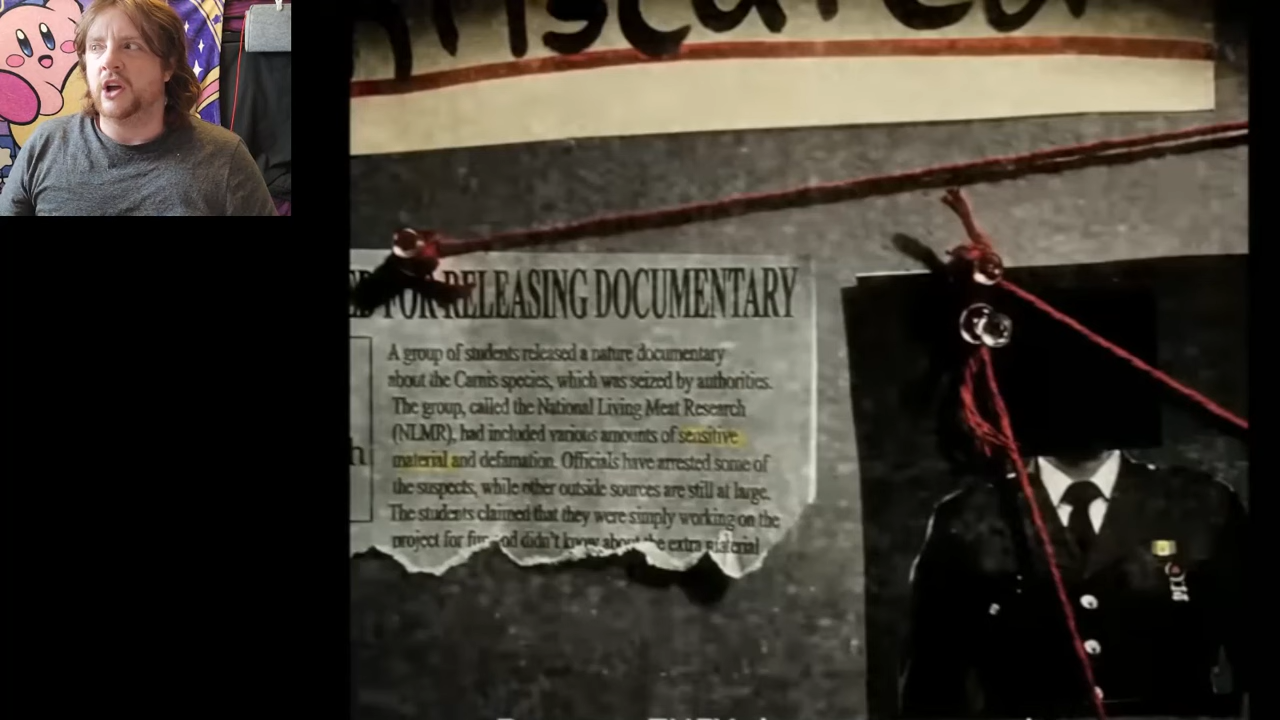 FOR RELEASING DOCUMENTARY
A group of students released a nature documentary
about the Carnis species, which was seized by authorities.
The group, called the National Living Meat Research
(NLMR), had included various amounts of sensitive
material and defamation. Officials have arrested some of
the suspects, while other outside sources are still at large.
The students claimed that they were simply working on the
project for fun and didn't know about the extra material